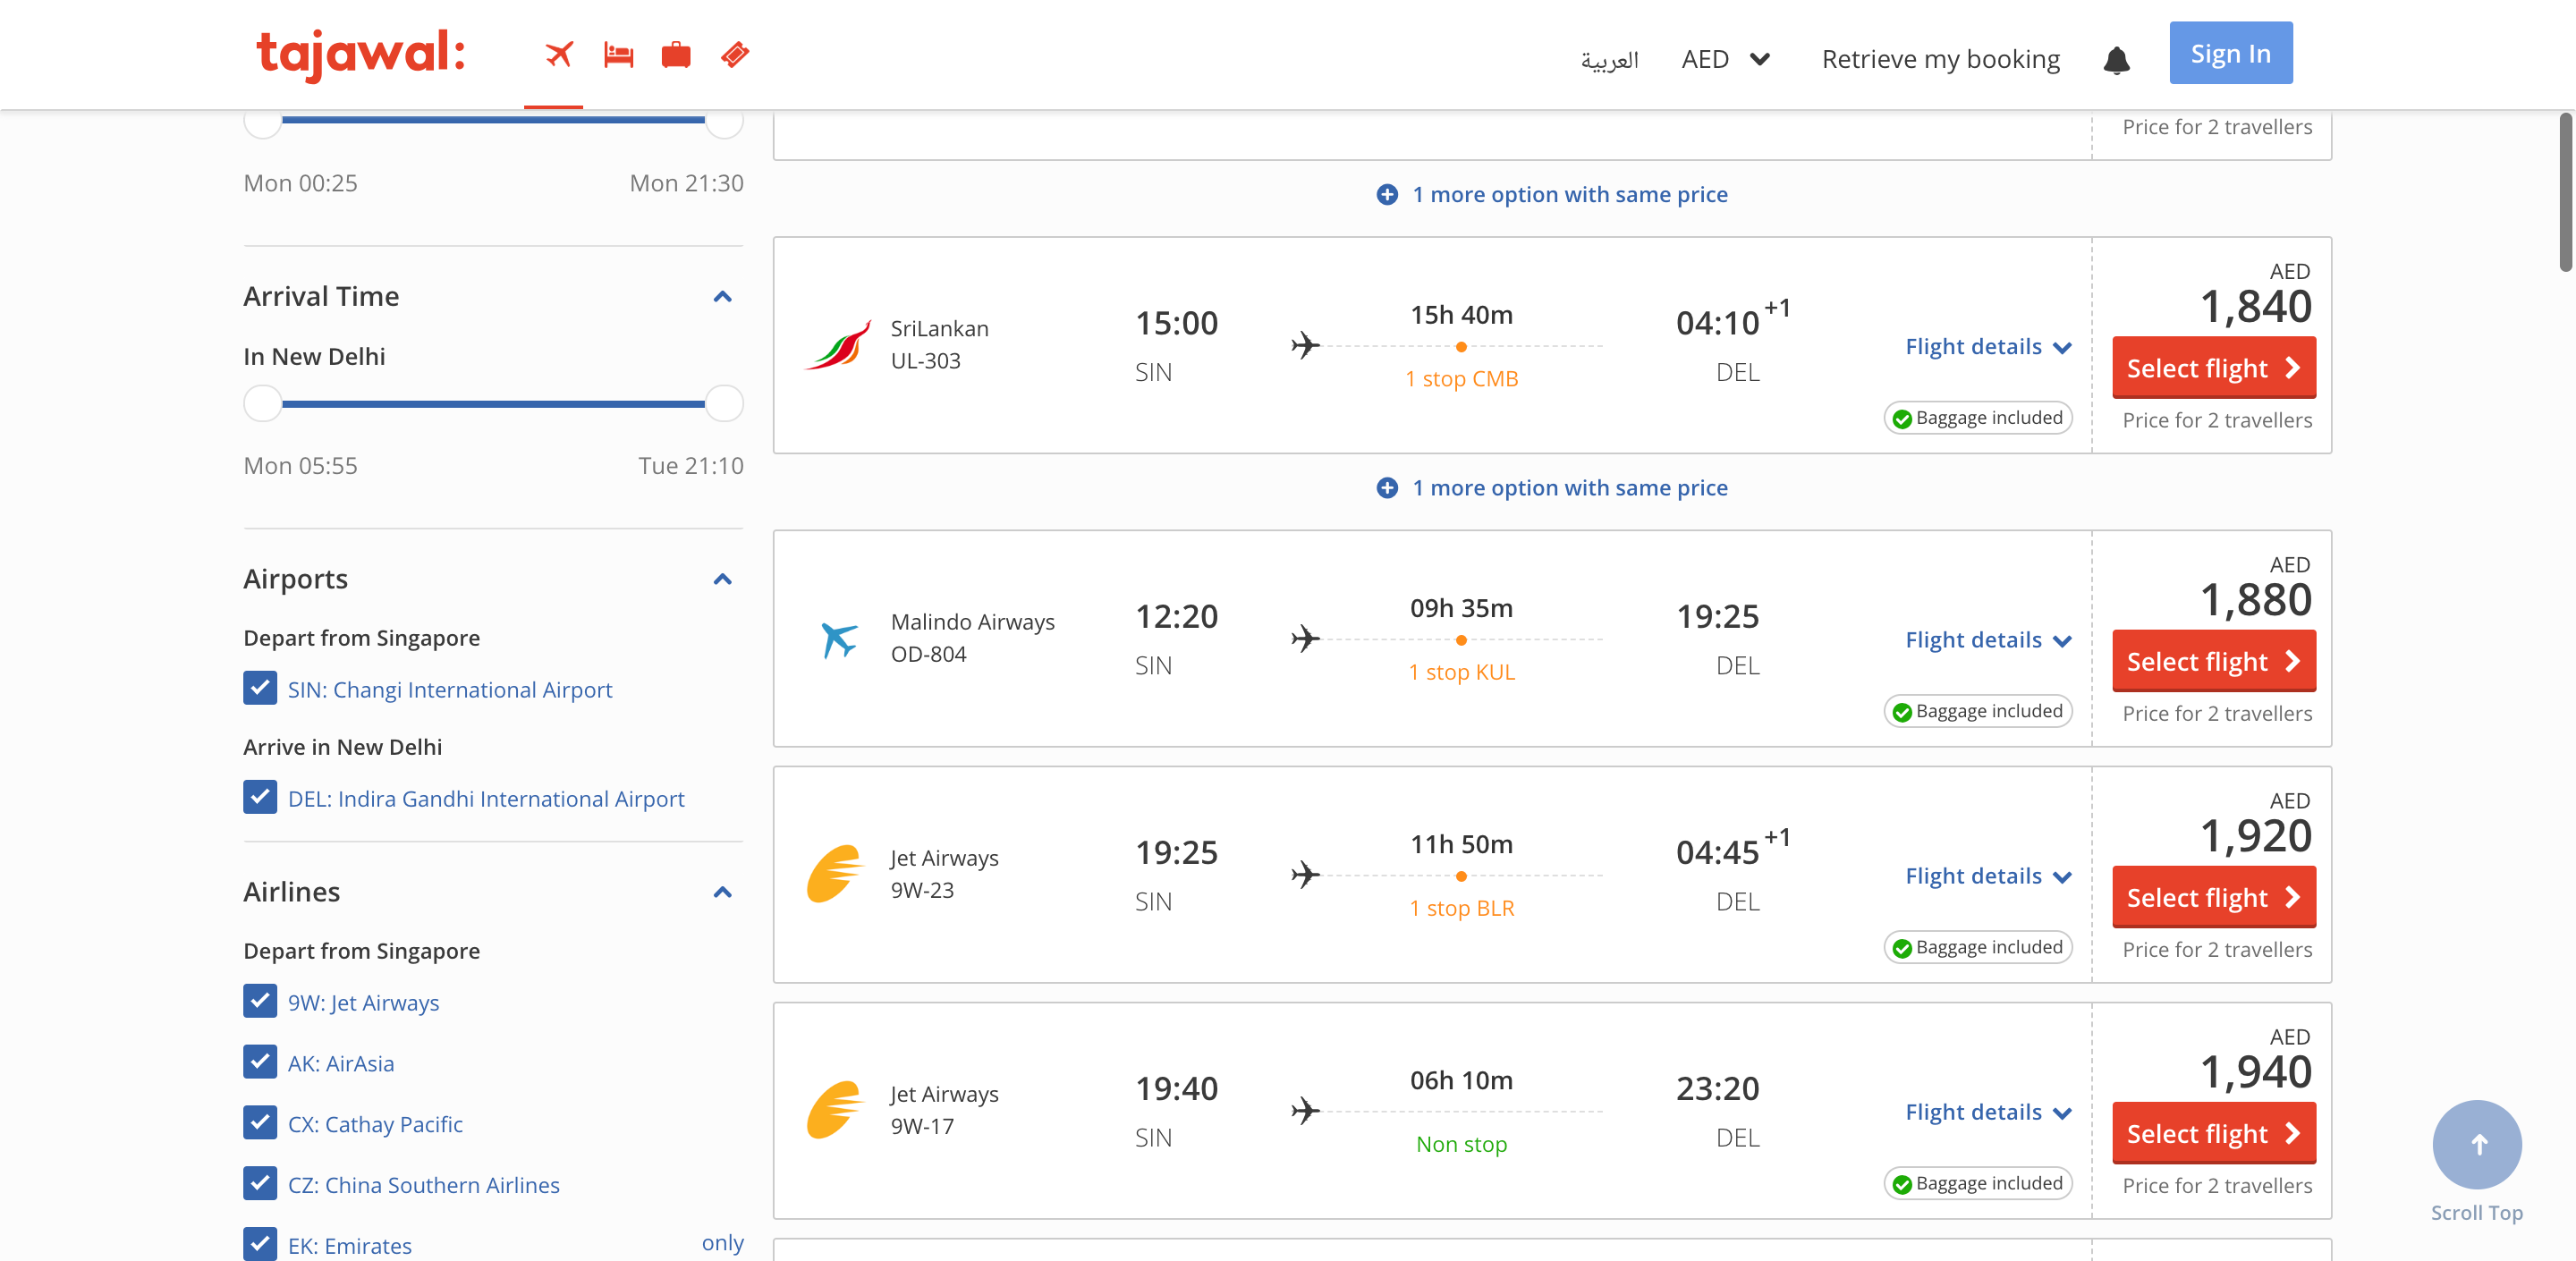 tajawal:
العربية
AED
Retrieve my booking
Sign In
Mon 00:25
Mon 21:30
Arrival Time
In New Delhi
Mon 05:55
Tue 21:10
Airports
Depart from Singapore
SIN: Changi International Airport
Arrive in New Delhi
DEL: Indira Gandhi International Airport
Airlines
Depart from Singapore
9W: Jet Airways
AK: AirAsia
CX: Cathay Pacific
CZ: China Southern Airlines
EK: Emirates
only
Price for 2 travellers
1 more option with same price
SriLankan
UL-303
15:00
SIN
15h 40m
1 stop CMB
04:10 +1
DEL
Flight details
Baggage included
AED
1,840
Select flight
Price for 2 travellers
1 more option with same price
Malindo Airways
OD-804
12:20
SIN
09h 35m
1 stop KUL
19:25
DEL
Flight details
Baggage included
AED
1,880
Select flight
Price for 2 travellers
Jet Airways
9W-23
19:25
SIN
11h 50m
1 stop BLR
04:45 +1
DEL
Flight details
Baggage included
AED
1,920
Select flight
Price for 2 travellers
Jet Airways
9W-17
19:40
SIN
06h 10m
Non stop
23:20
DEL
Flight details
Baggage included
AED
1,940
Select flight
Price for 2 travellers
Scroll Top